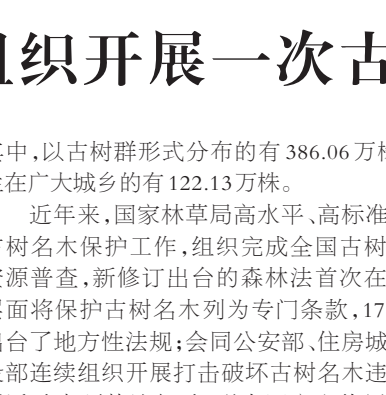 组织开展一次古
其中,以古树群形式分布的有386.06万株
生在广大城乡的有122.13万株。
近年来,国家林草局高水平、高标准
古树名木保护工作,组织完成全国古树
资源普查,新修订出台的森林法首次在
层面将保护古树名木列为专门条款,17
出台了地方性法规;会同公安部、住房城
设部连续组织开展打击破坏古树名木违